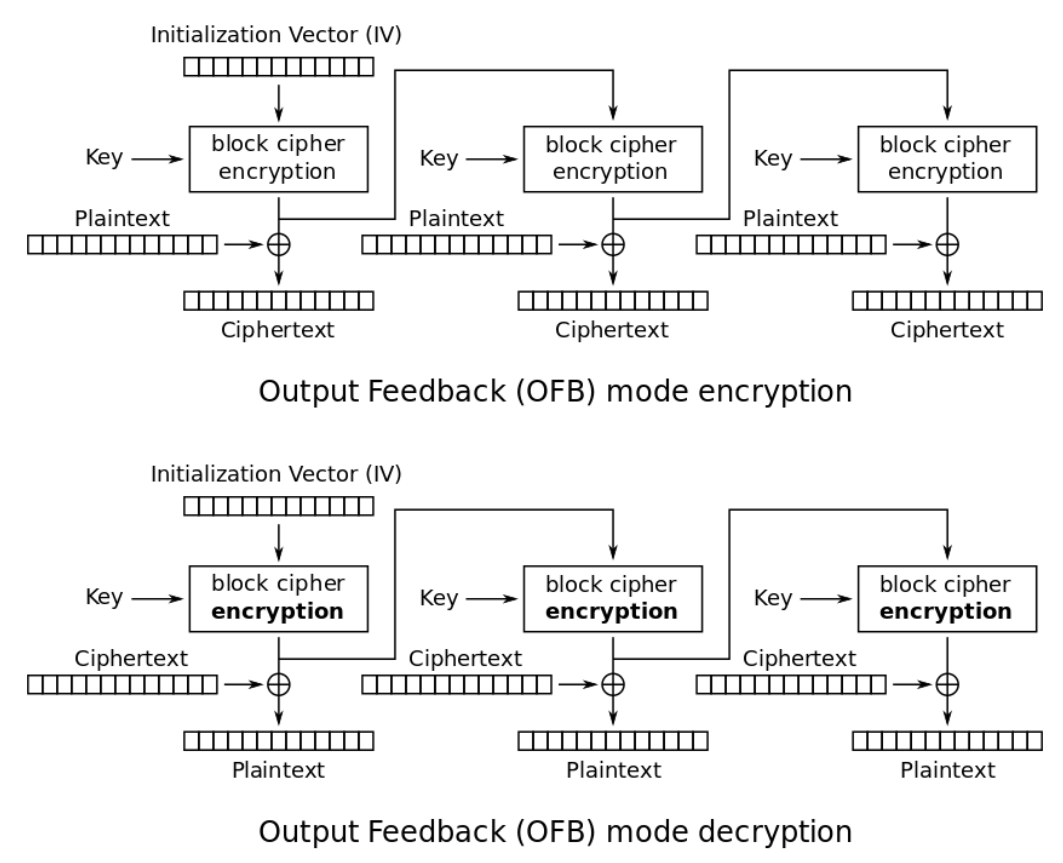 Initialization Vector (IV)
Key
block cipher
encryption
Key
block cipher
encryption
Key
block cipher
encryption
Plaintext
Plaintext
Plaintext
Ciphertext
Ciphertext
Ciphertext
Output Feedback (OFB) mode encryption
Initialization Vector (IV)
Key
block cipher
encryption
Key
block cipher
encryption
Key
block cipher
encryption
Ciphertext
Ciphertext
Ciphertext
Plaintext
Plaintext
Plaintext
Output Feedback (OFB) mode decryption